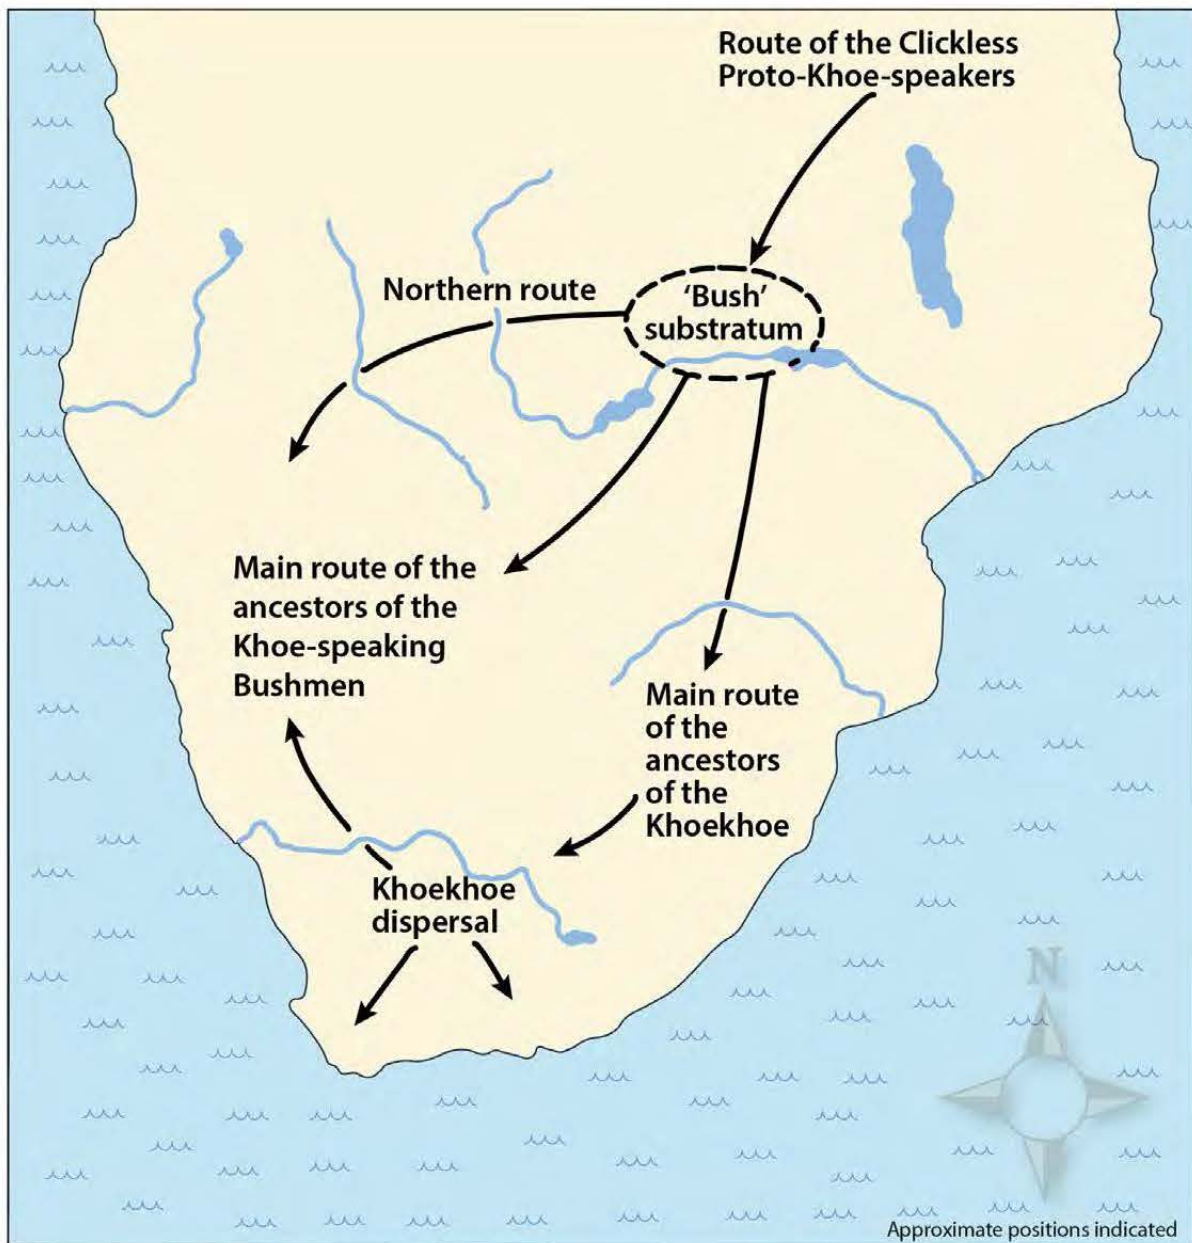 Route of the Clickless
Proto-Khoe-speakers
Northern route
‘Bush’
substratum
Main route of the
ancestors of the
Khoe-speaking
Bushmen
Main route
of the
ancestors
of the
Khoekhoe
Khoekhoe
dispersal
N
Approximate positions indicated